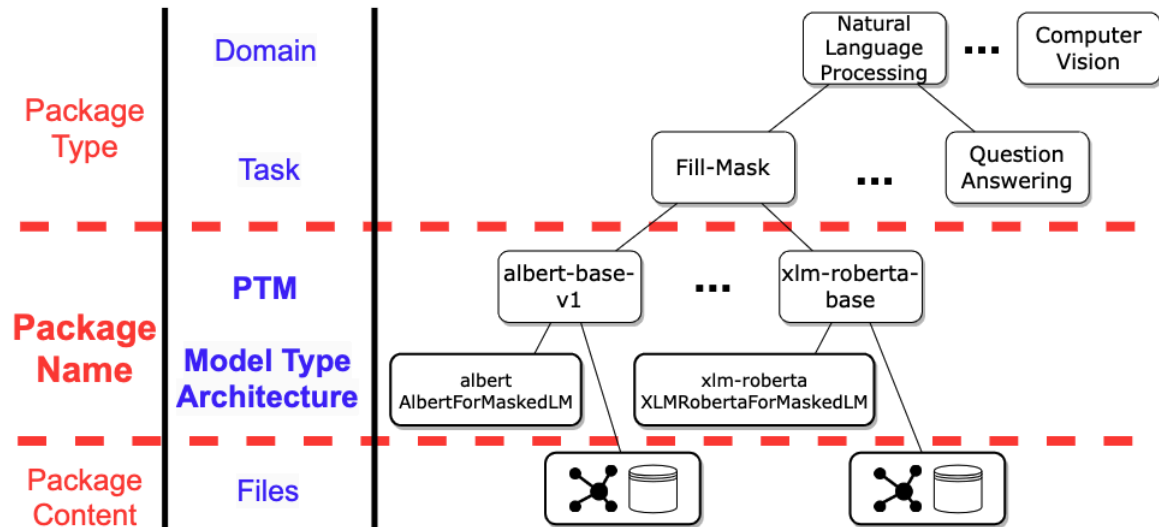 Domain
Natural
Language
Processing
...
Computer
Vision
Package
Type
Task
Fill-Mask
...
Question
Answering
Package
Name
PTM
albert-base-
v1
...
xlm-roberta-
base
Model Type
Architecture
albert
AlbertForMaskedLM
xlm-roberta
XLMRobertaForMaskedLM
Package
Content
Files